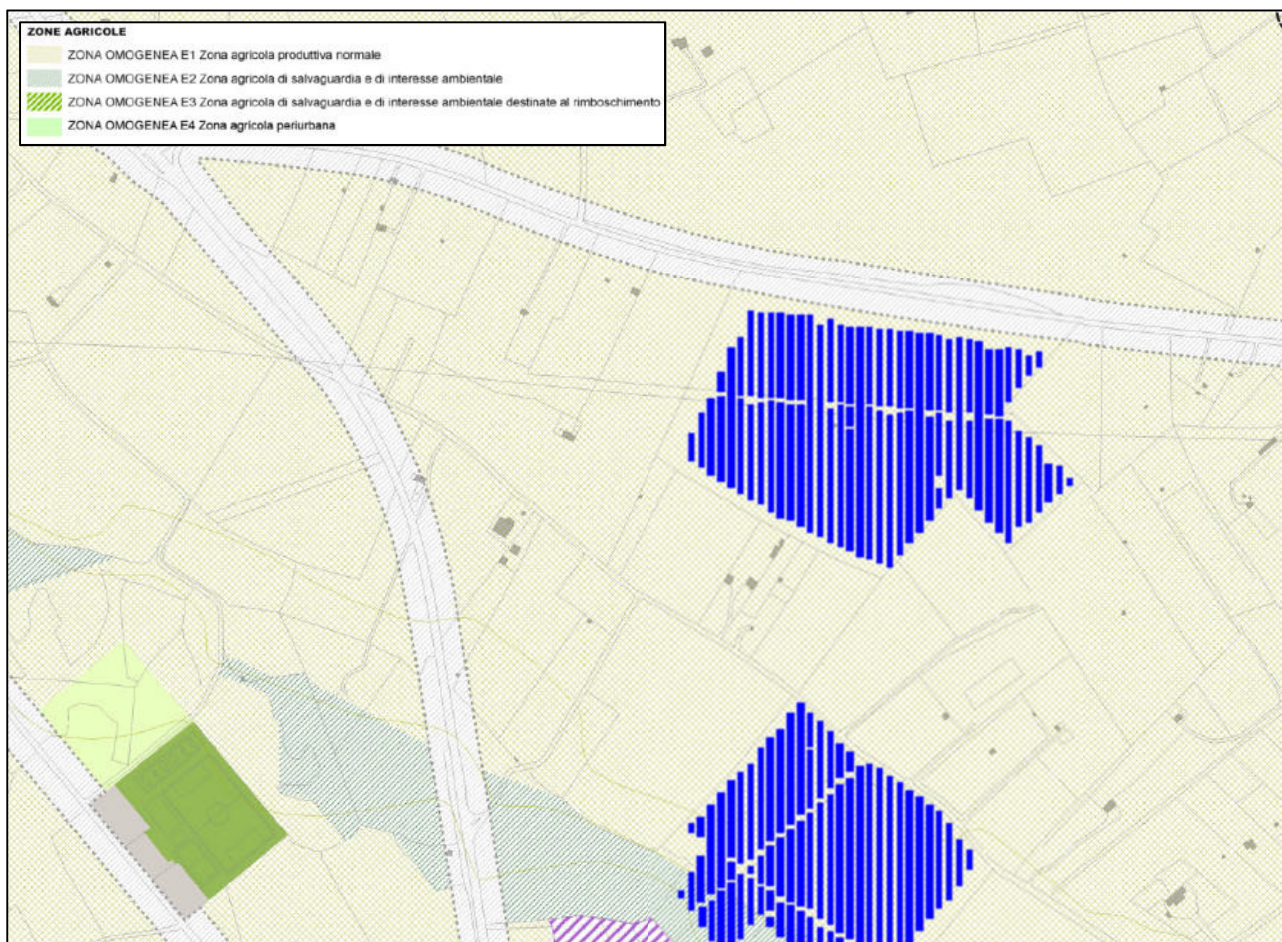 ZONE AGRICOLE
ZONA OMOGENEA E1 Zona agricola produttiva normale
ZONA OMOGENEA E2 Zona agricola di salvaguardia e di interesse ambientale
ZONA OMOGENEA E3 Zona agricola di salvaguardia e di interesse ambientale destinate al rimboschimento
ZONA OMOGENEA E4 Zona agricola periurbana